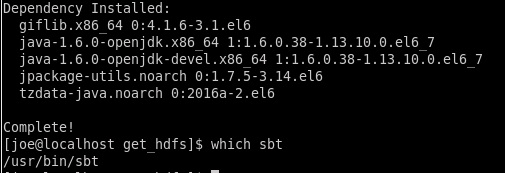 Dependency Installed:
giflib.x86_64 0:4.1.6-3.1.el6
java-1.6.0-openjdk.x86_64 1:1.6.0.38-1.13.10.0.el6_7
java-1.6.0-openjdk-devel.x86_64 1:1.6.0.38-1.13.10.0.el6_7
jpackage-utils.noarch 0:1.7.5-3.14.el6
tzdata-java.noarch 0:2016a-2.el6
Complete!
[joe@localhost get_hdfs]$ which sbt
/usr/bin/sbt